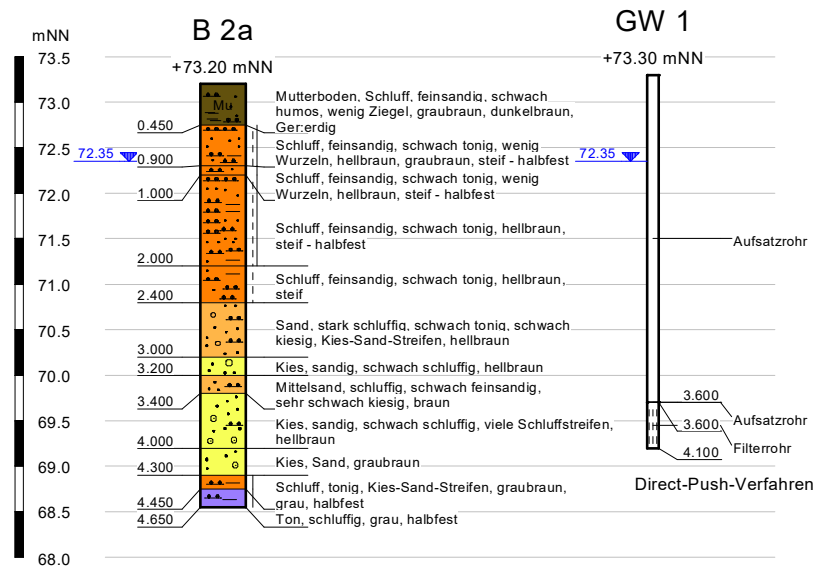 B 2a
GW 1
mNN
+73.20 mNN
+73.30 mNN
73.5
73.0
72.5
72.0
71.5
71.0
70.5
70.0
69.5
69.0
68.5
68.0
72.35
Mu
0.450
0.900
1.000
2.000
2.400
3.000
3.200
3.400
4.000
4.300
4.450
4.650
Mutterboden, Schluff, feinsandig, schwach
humos, wenig Ziegel, graubraun, dunkelbraun,
Ger:erdig
Schluff, feinsandig, schwach tonig, wenig
Wurzeln, hellbraun, graubraun, steif - halbfest
Schluff, feinsandig, schwach tonig, wenig
Wurzeln, hellbraun, steif - halbfest
Schluff, feinsandig, schwach tonig, hellbraun,
steif - halbfest
Schluff, feinsandig, schwach tonig, hellbraun,
steif
Sand, stark schluffig, schwach tonig, schwach
kiesig, Kies-Sand-Streifen, hellbraun
Kies, sandig, schwach schluffig, hellbraun
Mittelsand, schluffig, schwach feinsandig,
sehr schwach kiesig, braun
Kies, sandig, schwach schluffig, viele Schluffstreifen,
hellbraun
Kies, Sand, graubraun
Schluff, tonig, Kies-Sand-Streifen, graubraun,
grau, halbfest
Ton, schluffig, grau, halbfest
72.35
Aufsatzrohr
3.600
Aufsatzrohr
3.600
Filterrohr
4.100
Direct-Push-Verfahren